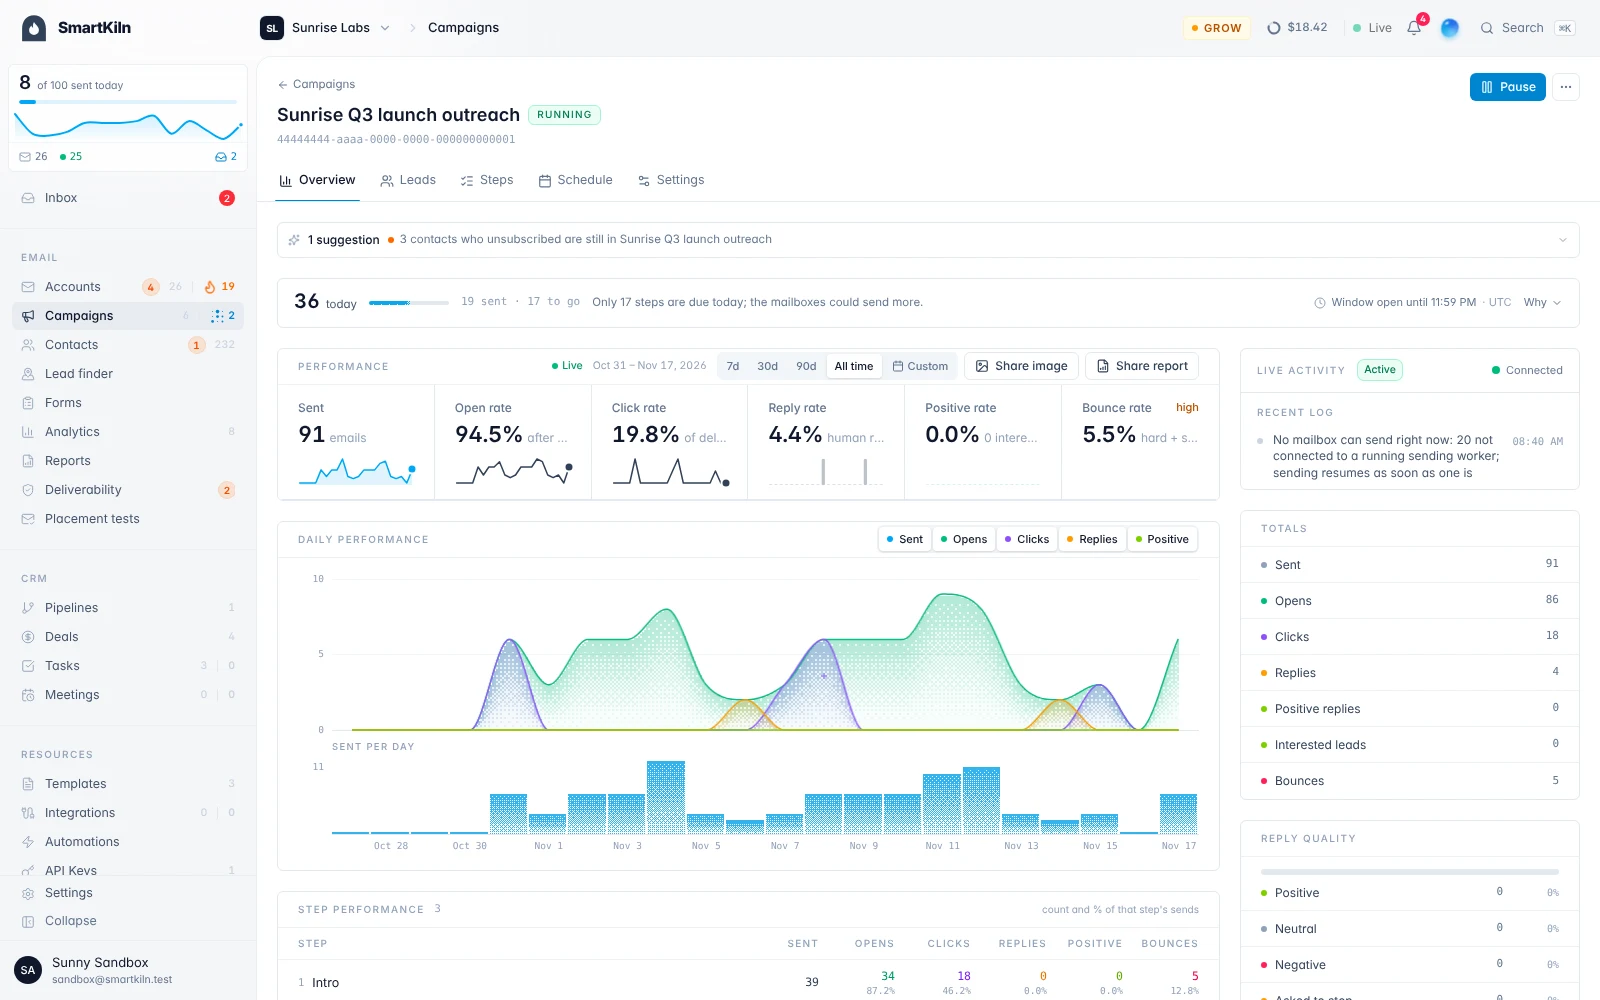 SmartKiln
SL Sunrise Labs Campaigns
GROW $18.42 Live 4 Search ⌘K
8 of 100 sent today
26 25 2
Inbox 2
EMAIL
Accounts 4 26 19
Campaigns 6 2
Contacts 1 232
Lead finder
Forms
Analytics 8
Reports
Deliverability 2
Placement tests
CRM
Pipelines 1
Deals 4
Tasks 3 0
Meetings 0 0
RESOURCES
Templates 3
Integrations 0 0
Automations
API Keys 1
Settings
Collapse
SA Sunny Sandbox
sandbox@smartkiln.test
← Campaigns
Sunrise Q3 launch outreach RUNNING
44444444-aaaa-0000-0000-000000000001
Pause ...
Overview Leads Steps Schedule Settings
1 suggestion 3 contacts who unsubscribed are still in Sunrise Q3 launch outreach
36 today 19 sent · 17 to go Only 17 steps are due today; the mailboxes could send more. Window open until 11:59 PM · UTC Why
PERFORMANCE Live Oct 31 – Nov 17, 2026 7d 30d 90d All time Custom Share image Share report
Sent
91 emails
Open rate
94.5% after ...
Click rate
19.8% of del...
Reply rate
4.4% human r...
Positive rate
0.0% 0 intere...
Bounce rate high
5.5% hard + s...
DAILY PERFORMANCE Sent Opens Clicks Replies Positive
10
5
0
SENT PER DAY
11
Oct 28 Oct 30 Nov 1 Nov 3 Nov 5 Nov 7 Nov 9 Nov 11 Nov 13 Nov 15 Nov 17
STEP PERFORMANCE 3 count and % of that step's sends
STEP SENT OPENS CLICKS REPLIES POSITIVE BOUNCES
1 Intro 39 34 18 0 0 5
87.2% 46.2% 0.0% 0.0% 12.8%
LIVE ACTIVITY Active Connected
RECENT LOG
No mailbox can send right now: 20 not 08:40 AM
connected to a running sending worker;
sending resumes as soon as one is
TOTALS
Sent 91
Opens 86
Clicks 18
Replies 4
Positive replies 0
Interested leads 0
Bounces 5
REPLY QUALITY
Positive 0 0%
Neutral 0 0%
Negative 0 0%
Asked to stop 0 0%